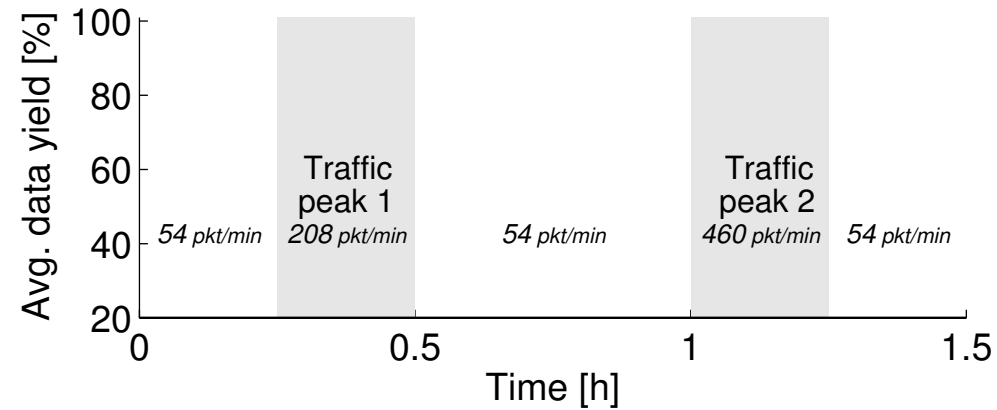 Avg. data yield [%]
100
80
60
40
20
Traffic
peak 1
208 pkt/min
Traffic
peak 2
460 pkt/min
54 pkt/min
54 pkt/min
54 pkt/min
0
0.5
1
1.5
Time [h]